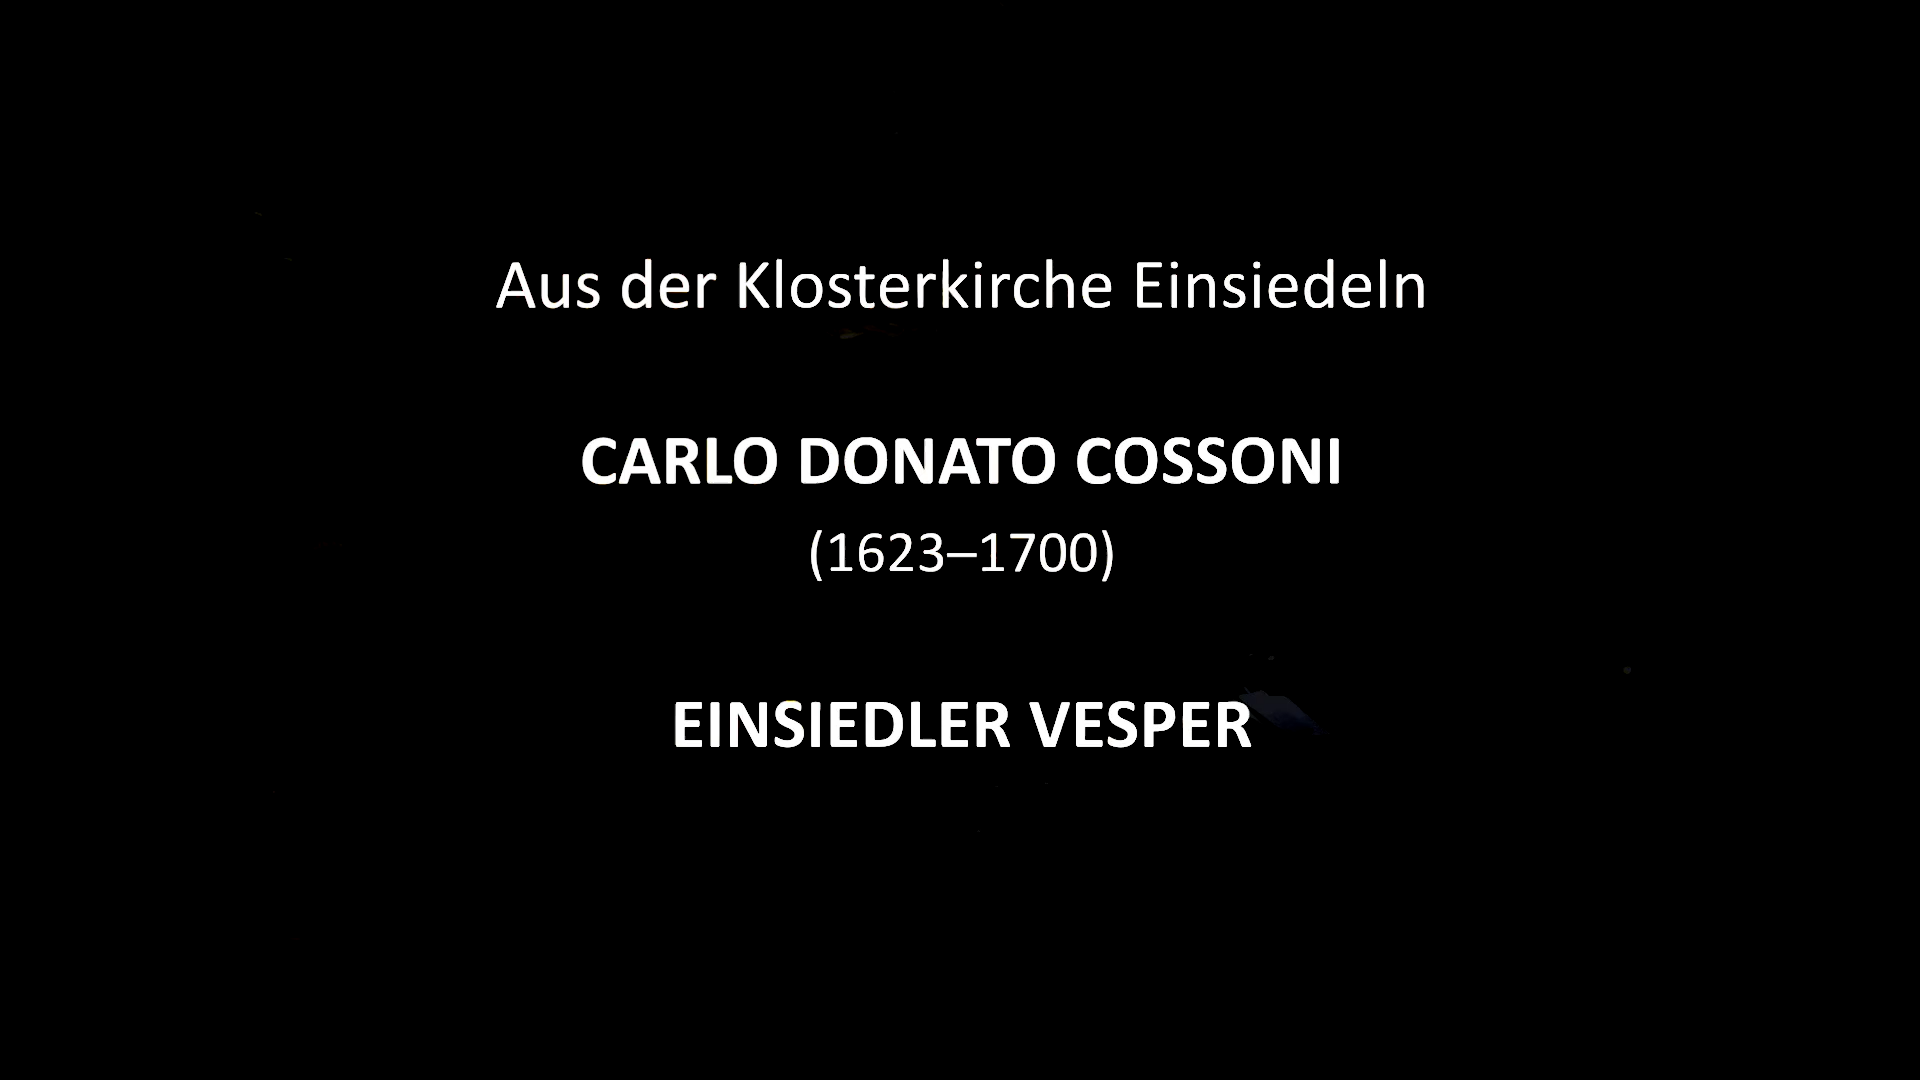 Aus der Klosterkirche Einsiedeln
CARLO DONATO COSSONI
(1623–1700)
EINSIEDLER VESPER